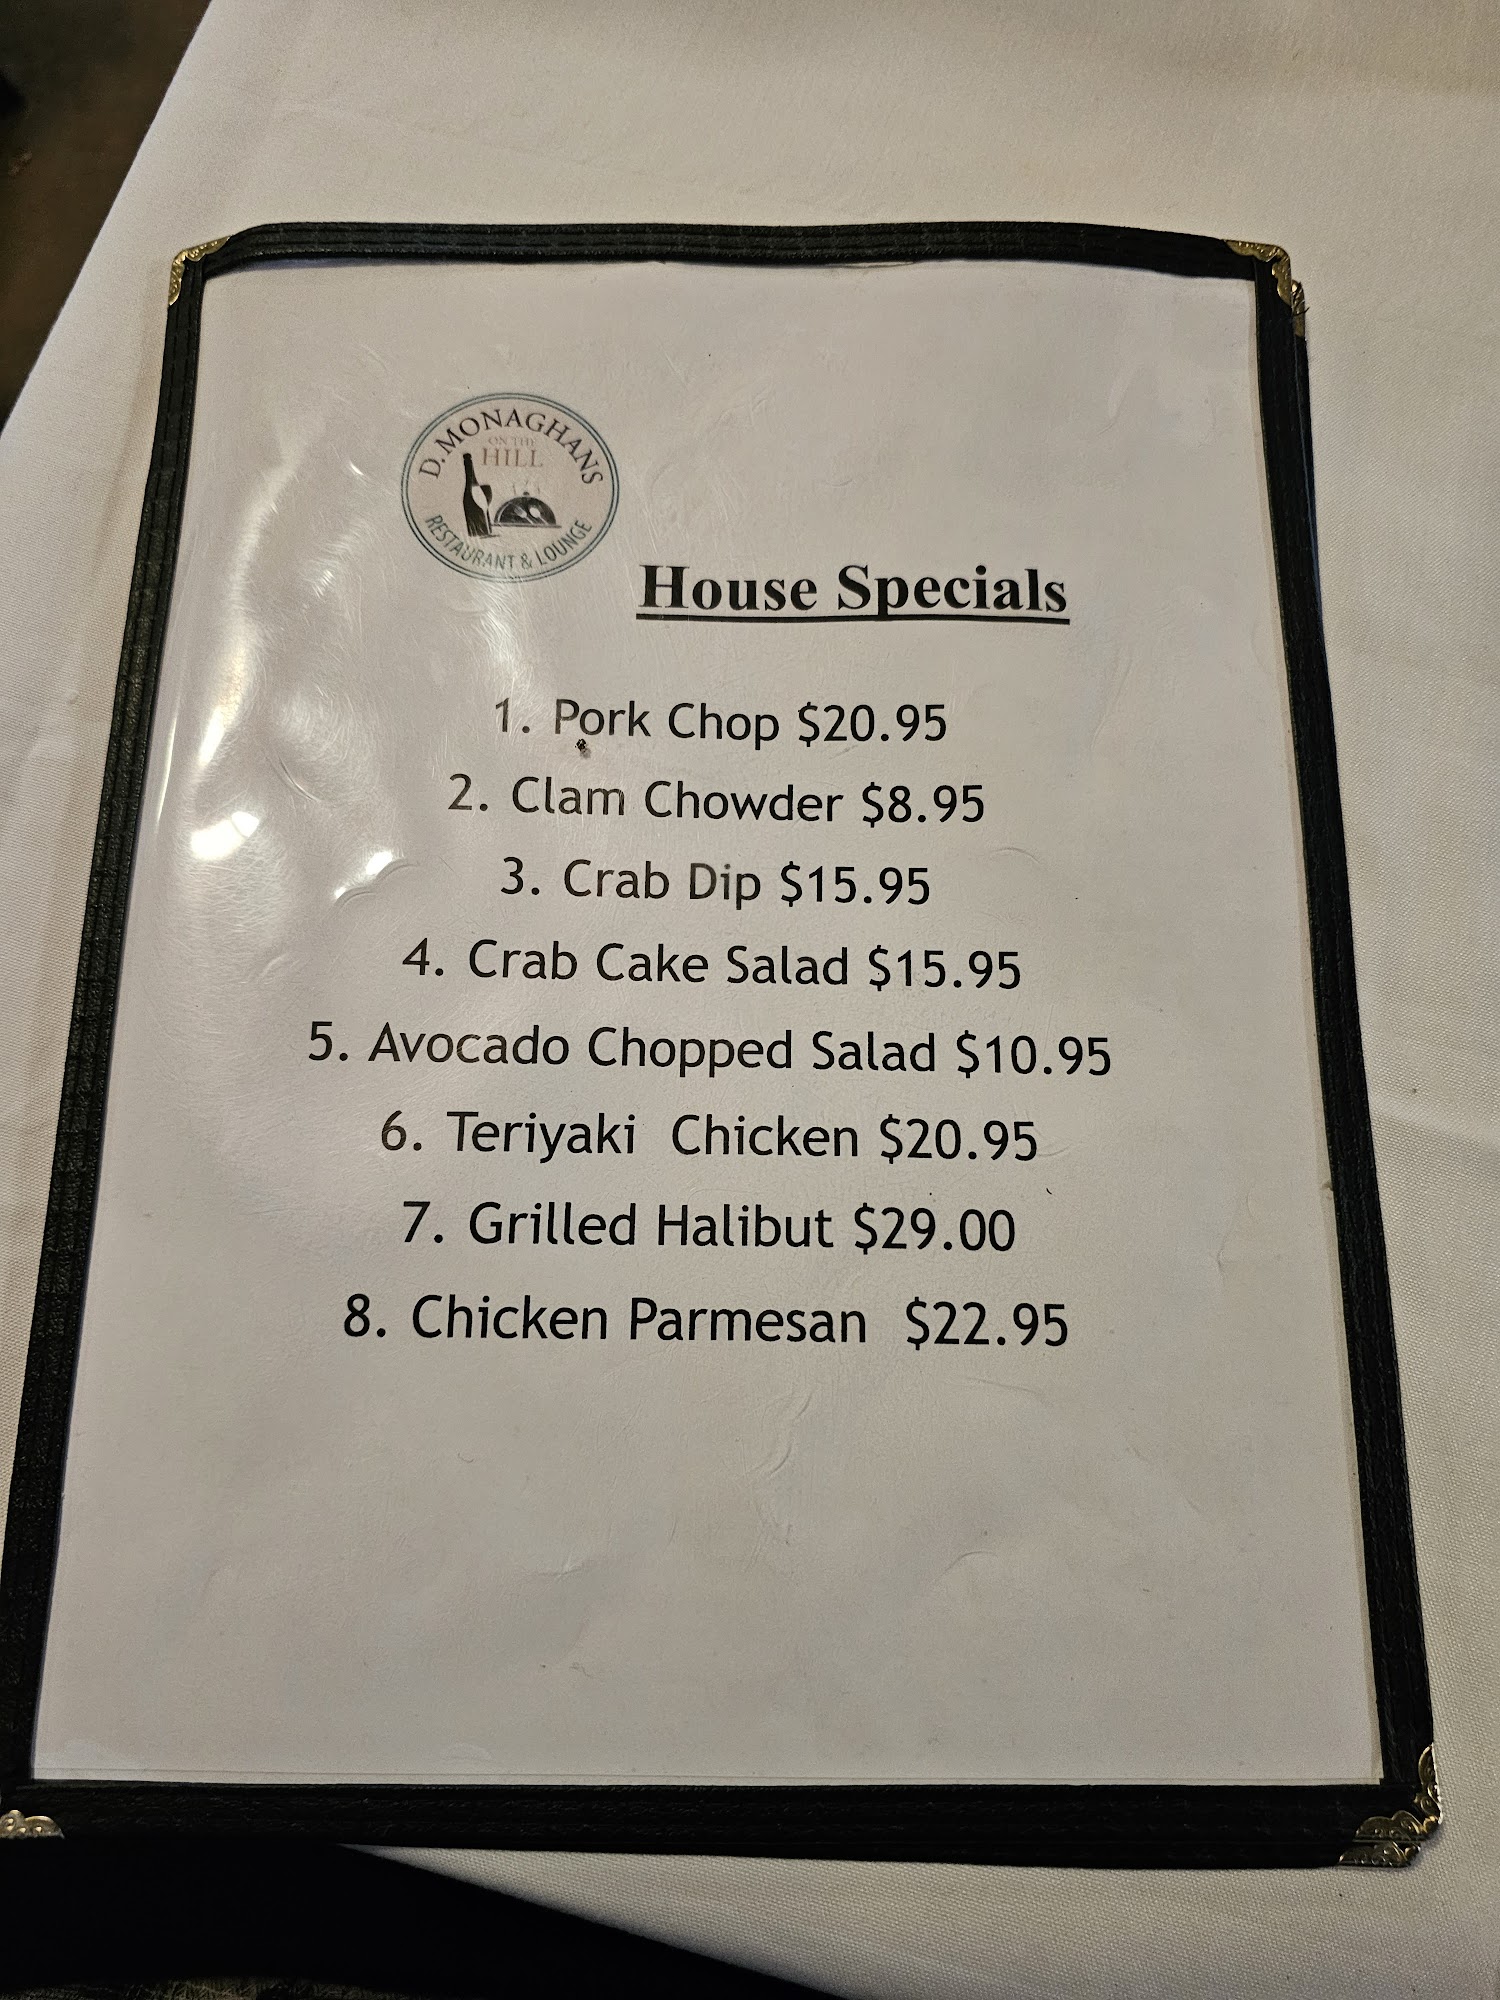 D.MONAGHANS
ON THE
HILL
RESTAURANT & LOUNGE
House Specials
1. Pork Chop $20.95
2. Clam Chowder $8.95
3. Crab Dip $15.95
4. Crab Cake Salad $15.95
5. Avocado Chopped Salad $10.95
6. Teriyaki  Chicken $20.95
7. Grilled Halibut $29.00
8. Chicken Parmesan  $22.95